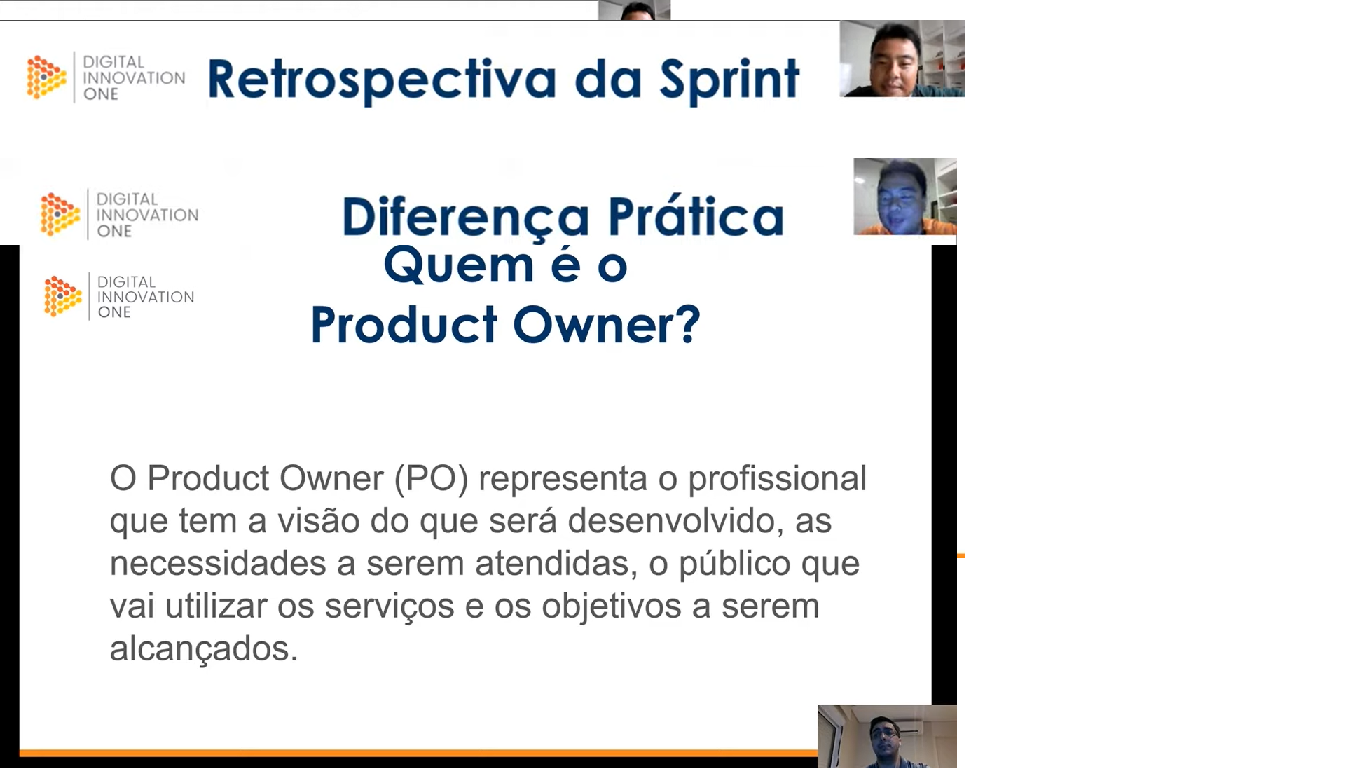 DIGITAL
INNOVATION
ONE
Retrospectiva da Sprint
DIGITAL
INNOVATION
ONE
Diferença Prática
Quem é o
DIGITAL
INNOVATION
ONE
Product Owner?
O Product Owner (PO) representa o profissional
que tem a visão do que será desenvolvido, as
necessidades a serem atendidas, o público que
vai utilizar os serviços e os objetivos a serem
alcançados.